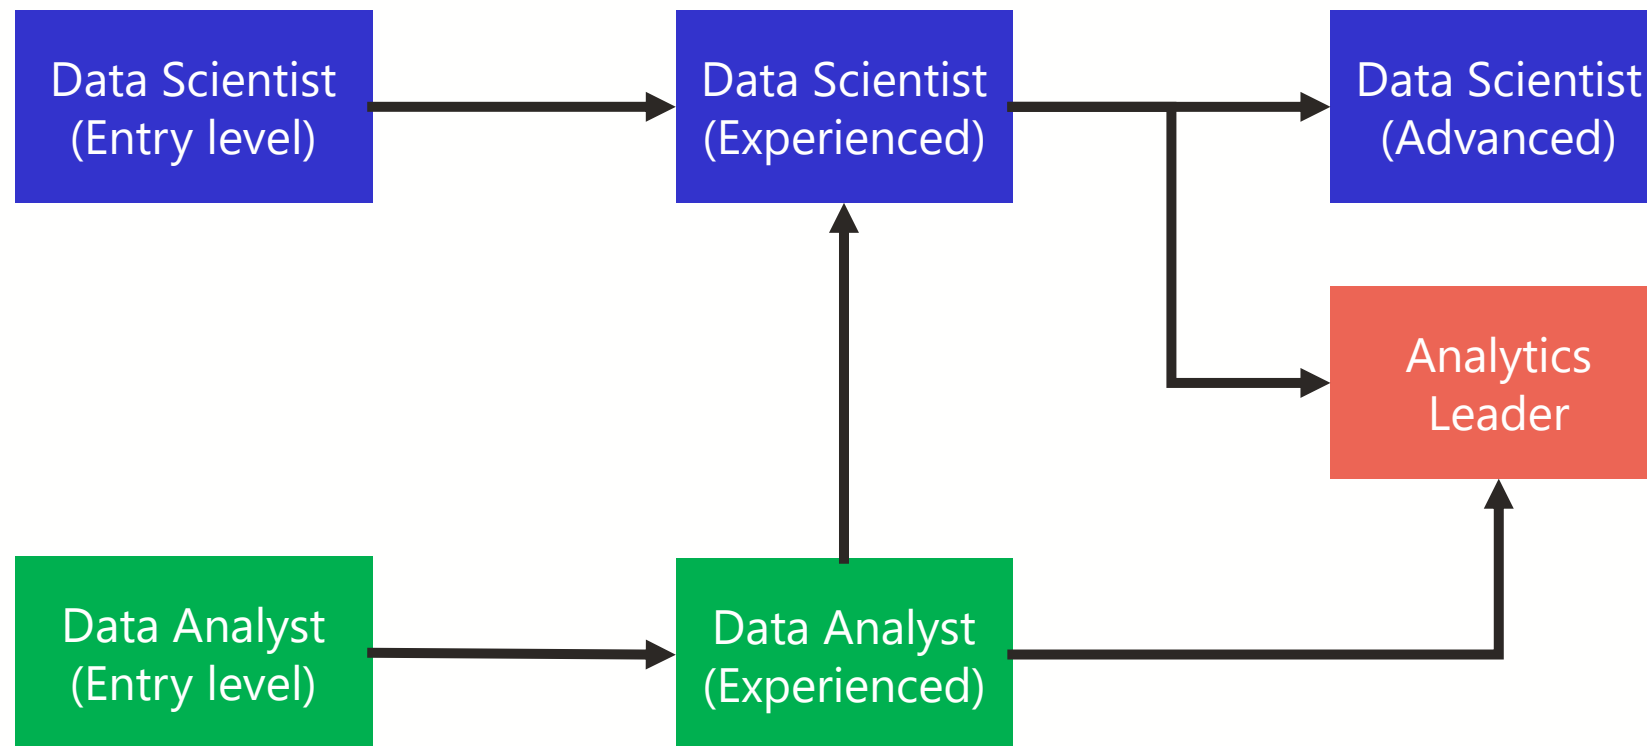 Data Scientist
(Entry level)
Data Scientist
(Experienced)
Data Scientist
(Advanced)
Analytics
Leader
Data Analyst
(Entry level)
Data Analyst
(Experienced)